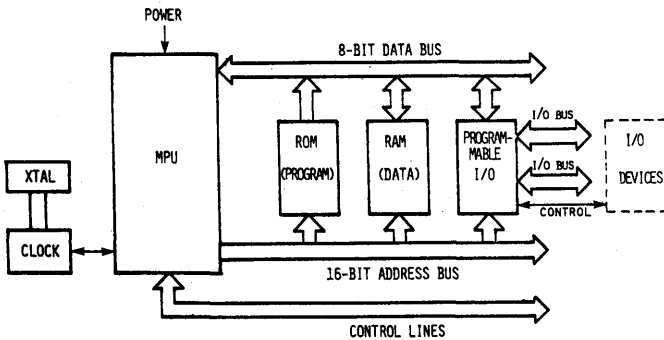 POWER
8-BIT DATA BUS
MPU
ROM
(PROGRAM)
RAM
(DATA)
PROGRAM-
MABLE
I/O
I/O BUS
I/O BUS
CONTROL
I/O
DEVICES
XTAL
CLOCK
16-BIT ADDRESS BUS
CONTROL LINES